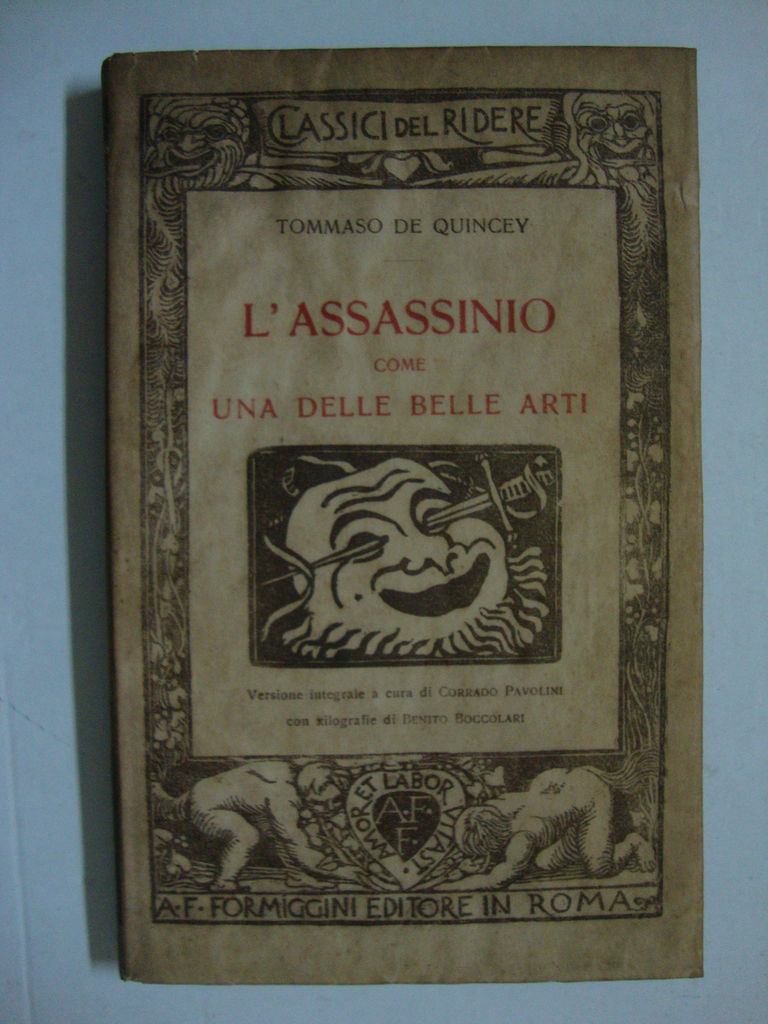 CLASSICI DEL RIDERE
TOMMASO DE QUINCEY
L'ASSASSINIO
COME
UNA DELLE BELLE ARTI
Versione integrale a cura di CORRADO PAVOLINI
con xilografie di BENITO BOCCOLARI
AMOR ET LABOR VITAST
A.F.
F.
A.F. FORMIGGINI EDITORE IN ROMA